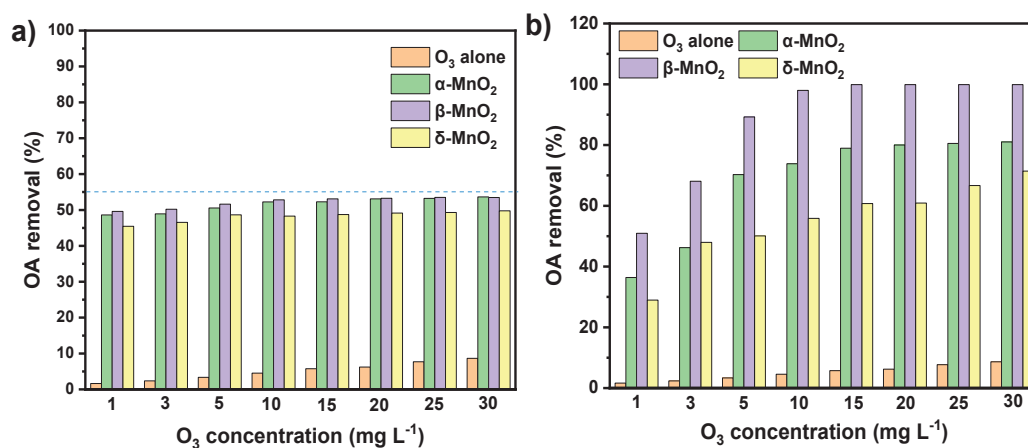 a)
100
90
80
70
60
50
40
30
20
10
0
OA removal (%)
O₃ alone
α-MnO₂
β-MnO₂
δ-MnO₂
1 3 5 10 15 20 25 30
O₃ concentration (mg L⁻¹)
b)
120
100
80
60
40
20
0
OA removal (%)
O₃ alone α-MnO₂
β-MnO₂ δ-MnO₂
1 3 5 10 15 20 25 30
O₃ concentration (mg L⁻¹)